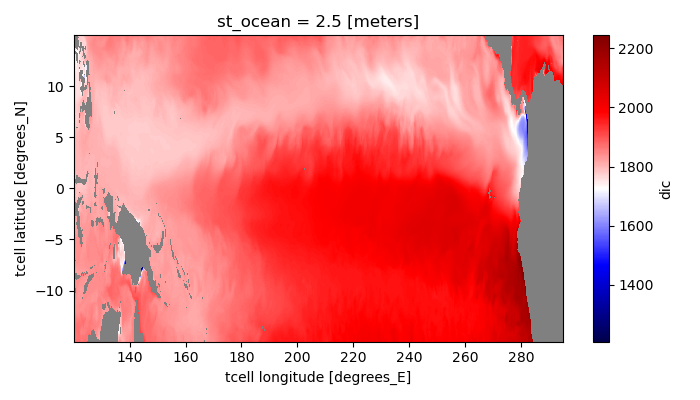 st_ocean = 2.5 [meters]
tcell latitude [degrees_N]
10
5
0
−5
−10
140 160 180 200 220 240 260 280
tcell longitude [degrees_E]
2200
2000
1800
1600
1400
dic